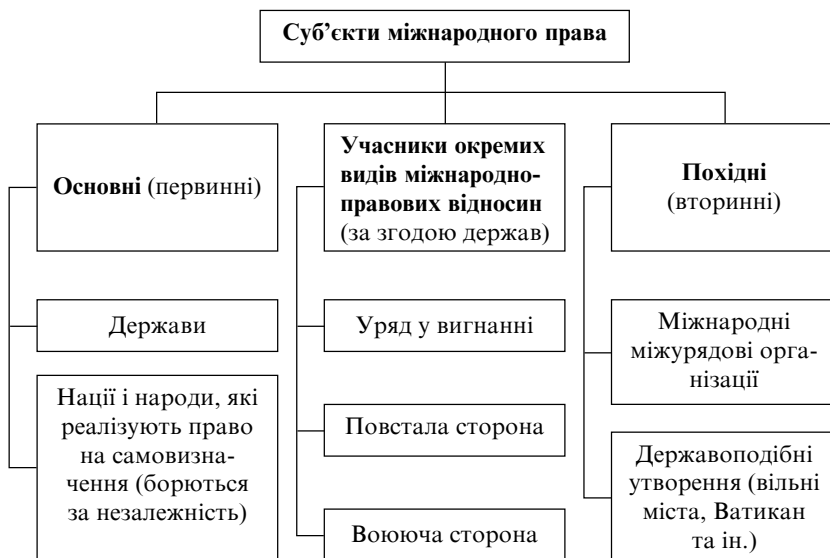 Суб’єкти міжнародного права
Основні (первинні)
Держави
Нації і народи, які
реалізують право
на самовизна-
чення (борються
за незалежність)
Учасники окремих
видів міжнародно-
правових відносин
(за згодою держав)
Уряд у вигнанні
Повстала сторона
Воююча сторона
Похідні
(вторинні)
Міжнародні
міжурядові орга-
нізації
Державоподібні
утворення (вільні
міста, Ватикан
та ін.)